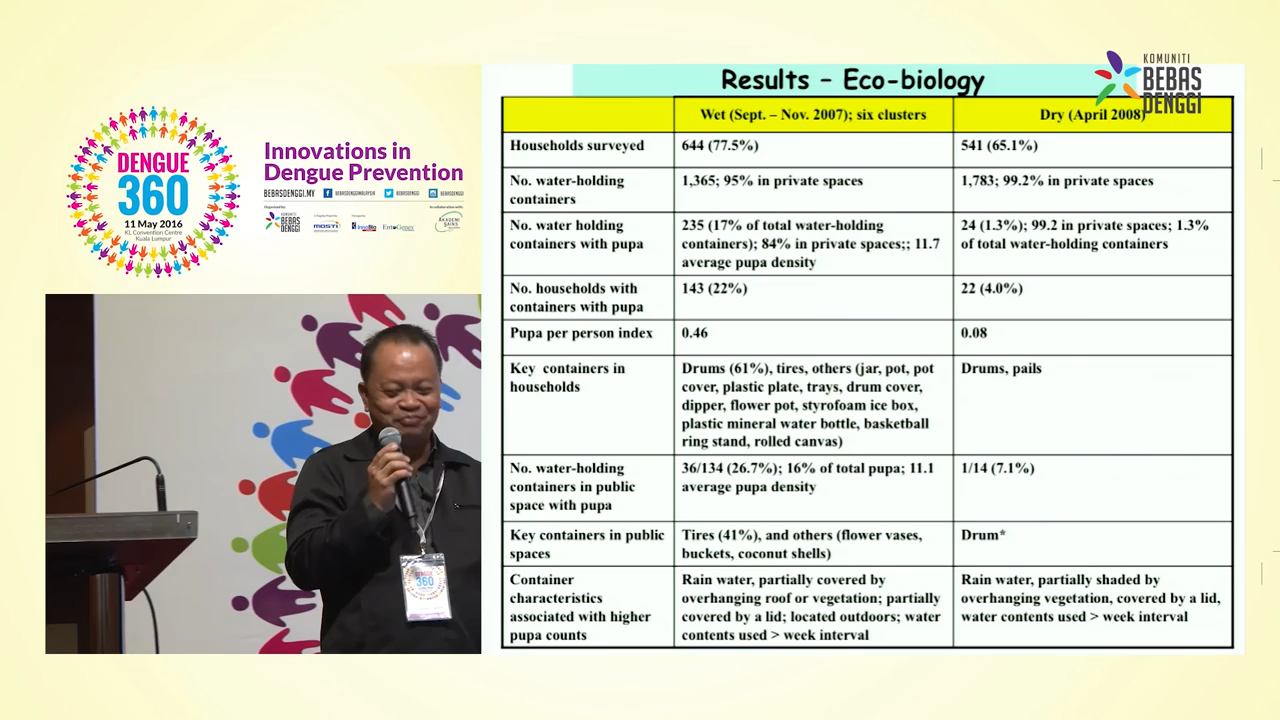 DENGUE
360
11 May 2016
KL Convention Centre
Kuala Lumpur
Innovations in
Dengue Prevention
BEBASDENGGI.MY BEBASDENGGIMALAYSIA BEBASDENGGI BEBASDENGGI
KOMUNITI
BEBAS
DENGGI
MOSTI
InnoBio
EntoGenex
AKADEMI
SAINS
KOMUNITI
BEBAS
DENGGI
Results – Eco-biology
Wet (Sept. – Nov. 2007); six clusters
Dry (April 2008)
Households surveyed
644 (77.5%)
541 (65.1%)
No. water-holding
containers
1,365; 95% in private spaces
1,783; 99.2% in private spaces
No. water holding
containers with pupa
235 (17% of total water-holding
containers); 84% in private spaces;; 11.7
average pupa density
24 (1.3%); 99.2 in private spaces; 1.3%
of total water-holding containers
No. households with
containers with pupa
143 (22%)
22 (4.0%)
Pupa per person index
0.46
0.08
Key containers in
households
Drums (61%), tires, others (jar, pot, pot
cover, plastic plate, trays, drum cover,
dipper, flower pot, styrofoam ice box,
plastic mineral water bottle, basketball
ring stand, rolled canvas)
Drums, pails
No. water-holding
containers in public
space with pupa
36/134 (26.7%); 16% of total pupa; 11.1
average pupa density
1/14 (7.1%)
Key containers in public
spaces
Tires (41%), and others (flower vases,
buckets, coconut shells)
Drum*
Container
characteristics
associated with higher
pupa counts
Rain water, partially covered by
overhanging roof or vegetation; partially
covered by a lid; located outdoors; water
contents used > week interval
Rain water, partially shaded by
overhanging vegetation, covered by a lid,
water contents used > week interval
DENGUE
360